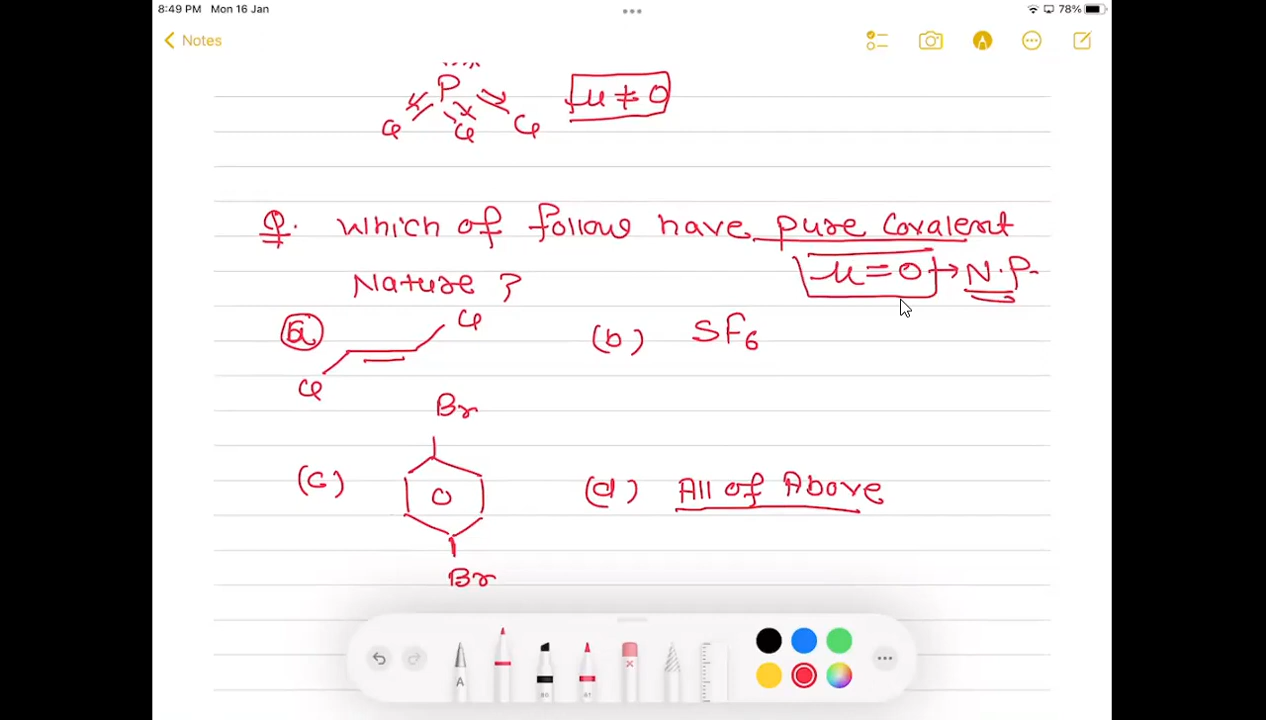 8:49 PM Mon 16 Jan
78%
Notes
P
Cl Cl Cl
μ ≠ 0
Q. Which of follow have pure Covalent
Nature ?
μ = 0 → N.P.
(a) Cl Cl
(b) SF6
Br
(c)
(d) All of Above
Br